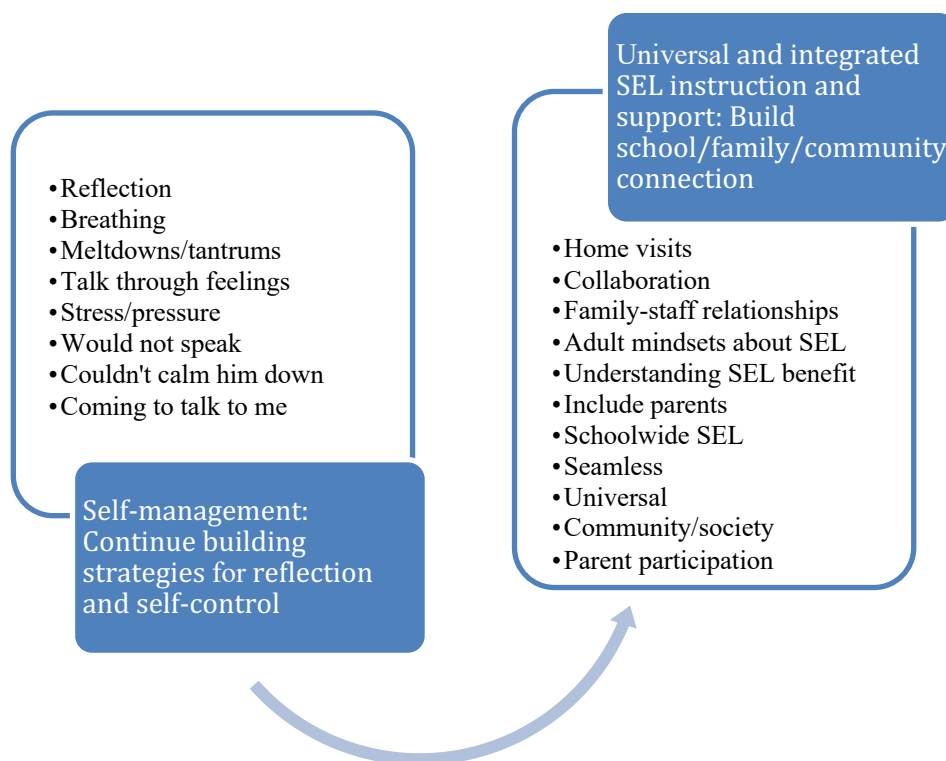 •Reflection
•Breathing
•Meltdowns/tantrums
•Talk through feelings
•Stress/pressure
•Would not speak
•Couldn't calm him down
•Coming to talk to me
Self-management:
Continue building
strategies for reflection
and self-control
Universal and integrated
SEL instruction and
support: Build
school/family/community
connection
•Home visits
•Collaboration
•Family-staff relationships
•Adult mindsets about SEL
•Understanding SEL benefit
•Include parents
•Schoolwide SEL
•Seamless
•Universal
•Community/society
•Parent participation